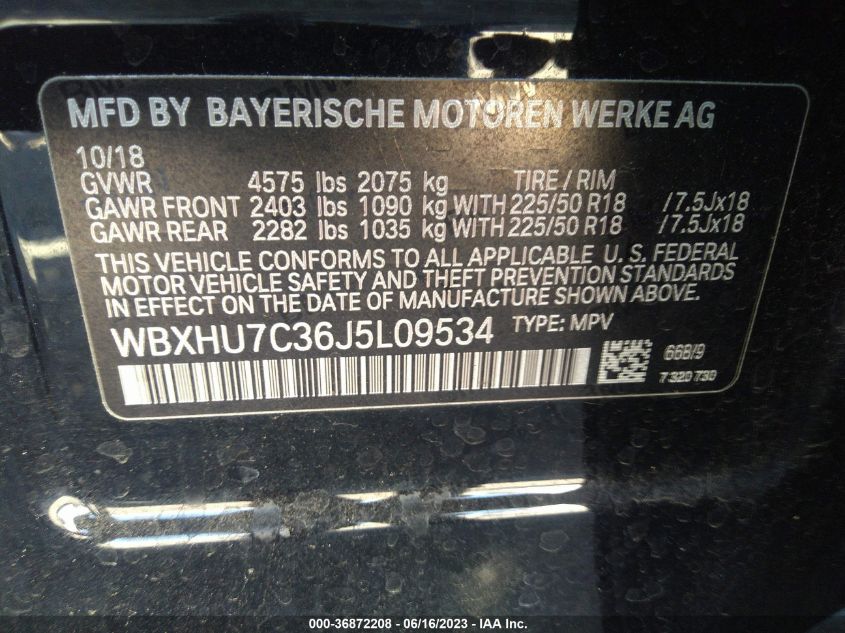 MFD BY BAYERISCHE MOTOREN WERKE AG
10/18
GVWR 4575 lbs 2075 kg TIRE / RIM
GAWR FRONT 2403 lbs 1090 kg WITH 225/50 R18 / 7.5Jx18
GAWR REAR 2282 lbs 1035 kg WITH 225/50 R18 / 7.5Jx18
THIS VEHICLE CONFORMS TO ALL APPLICABLE U. S. FEDERAL
MOTOR VEHICLE SAFETY AND THEFT PREVENTION STANDARDS
IN EFFECT ON THE DATE OF MANUFACTURE SHOWN ABOVE.
WBXHU7C36J5L09534 TYPE: MPV
668/9
7 320 730
000-36872208 - 06/16/2023 - IAA Inc.